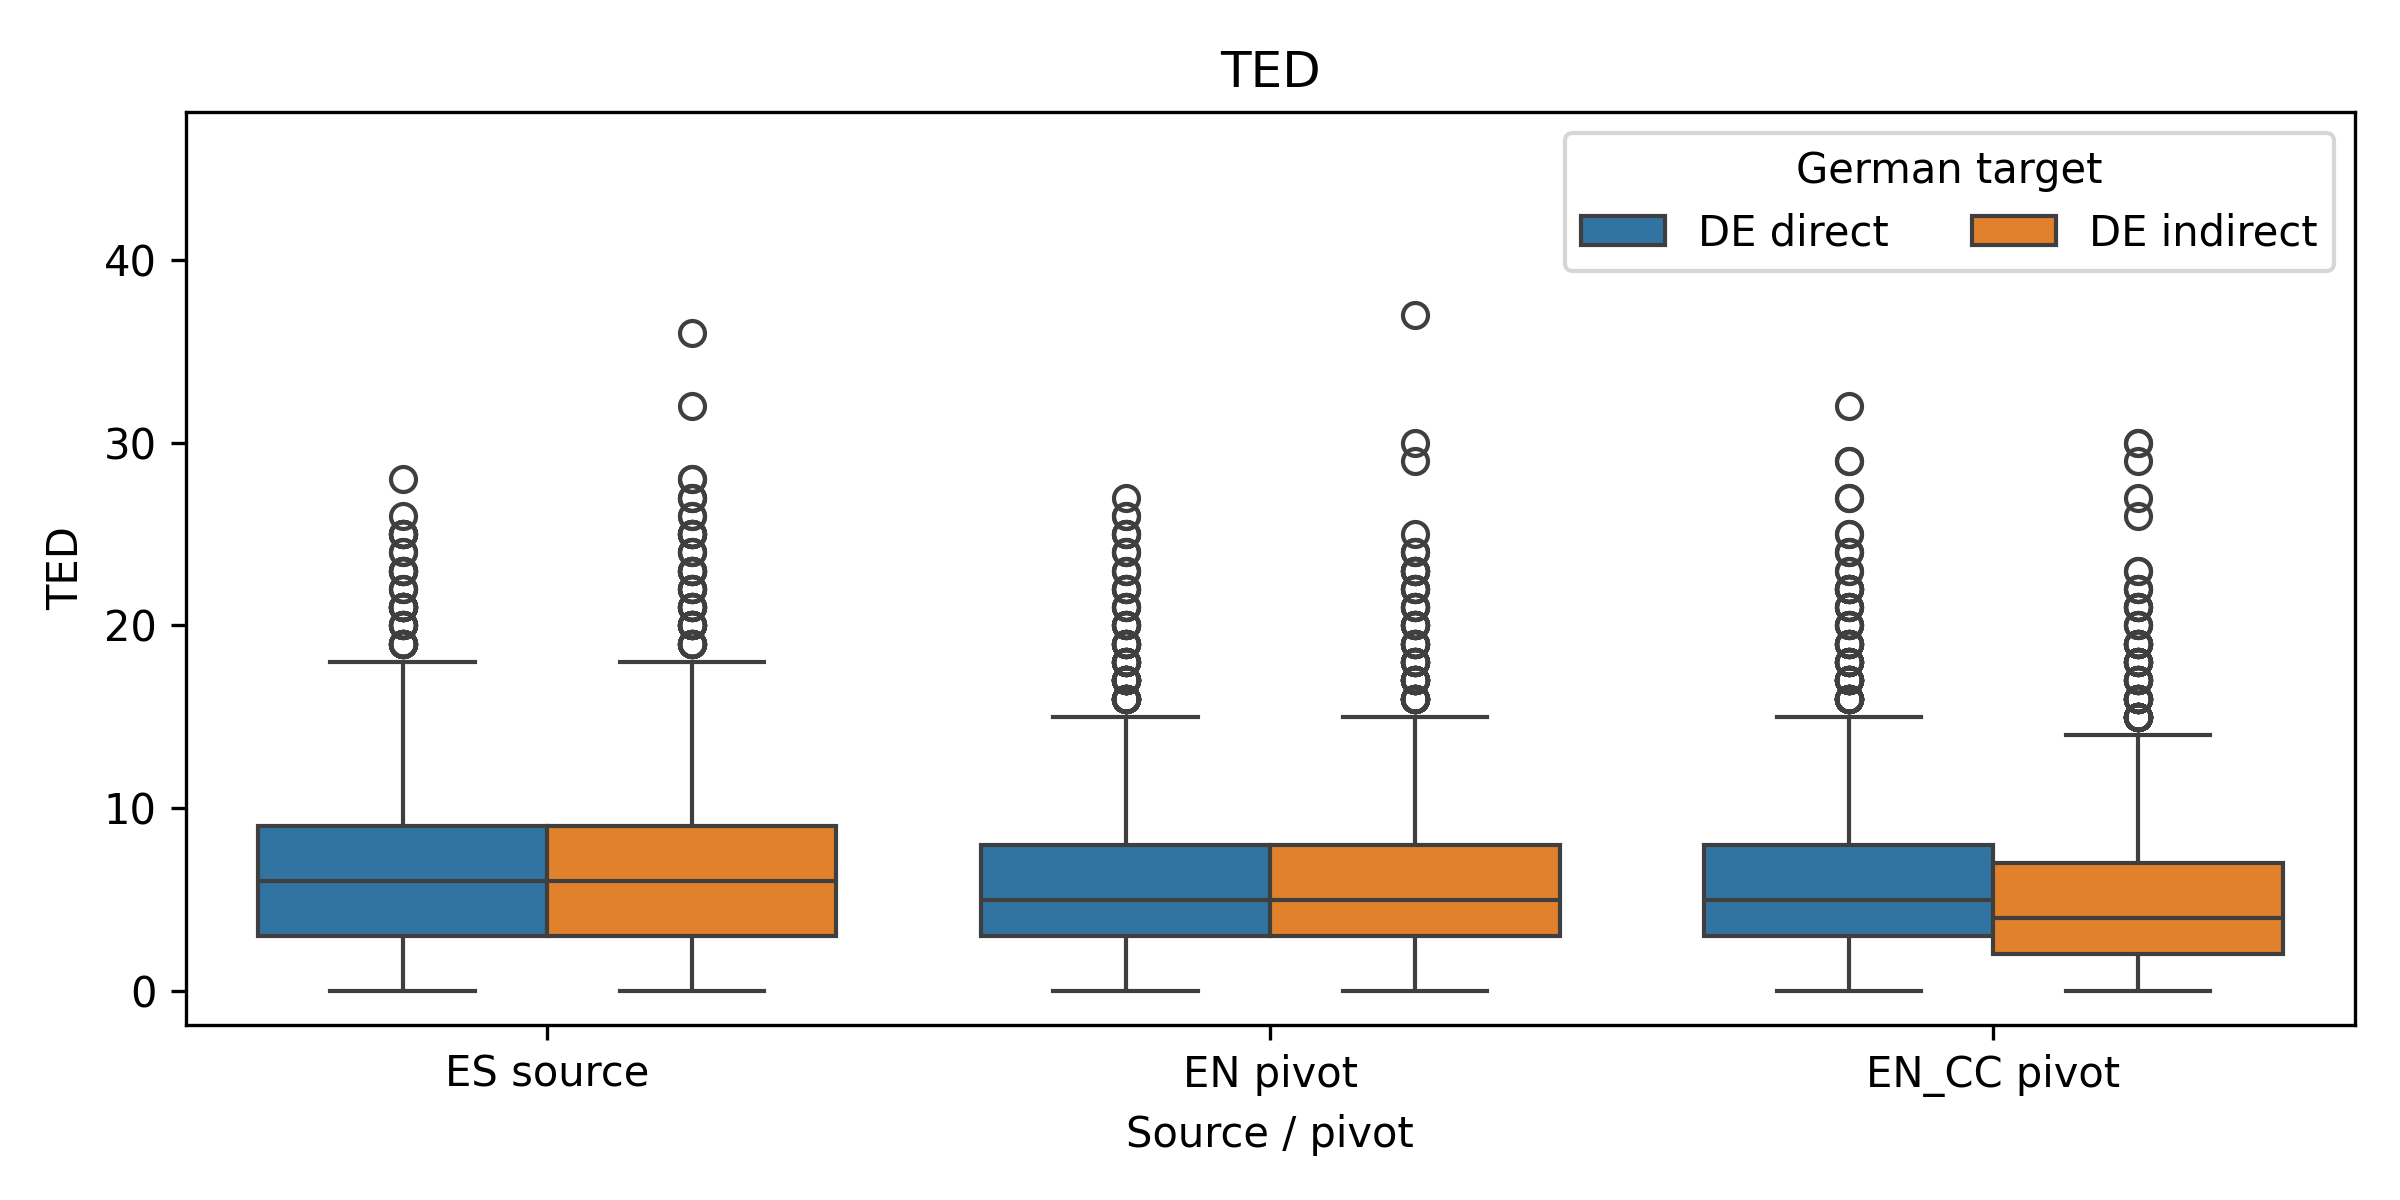 TED
German target
DE direct DE indirect
TED
40
30
20
10
0
ES source EN pivot EN_CC pivot
Source / pivot